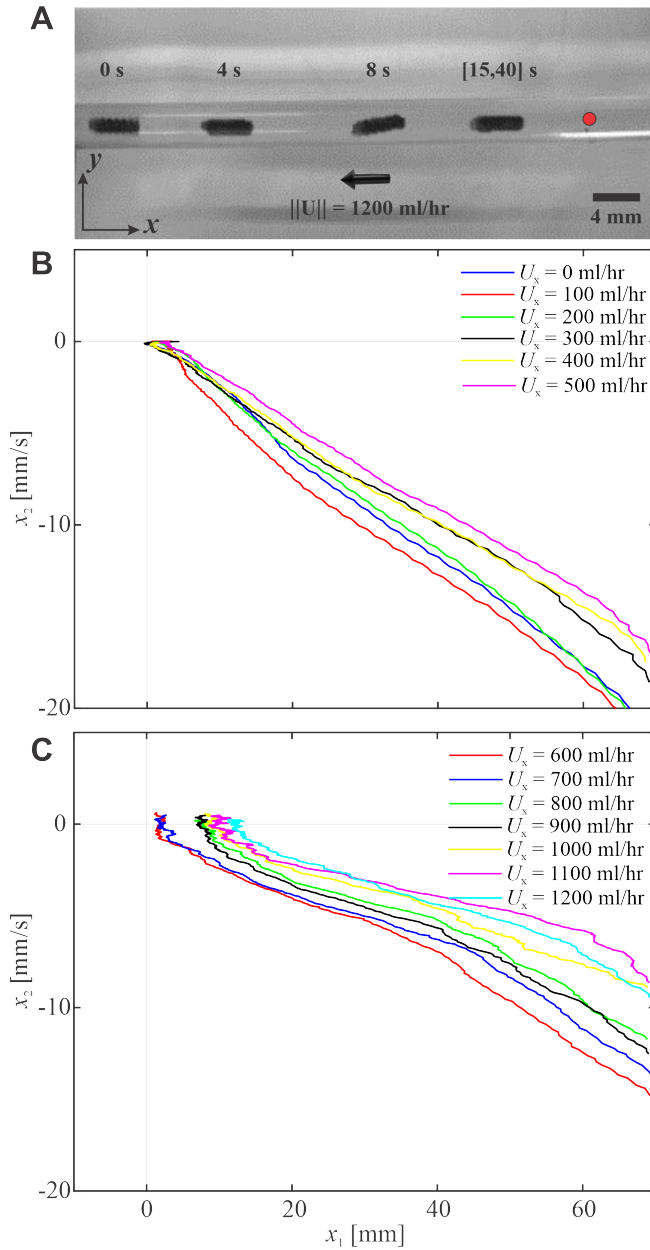 A
0 s 4 s 8 s [15,40] s
y
x
||U|| = 1200 ml/hr
4 mm
B
Uₓ = 0 ml/hr
Uₓ = 100 ml/hr
Uₓ = 200 ml/hr
Uₓ = 300 ml/hr
Uₓ = 400 ml/hr
Uₓ = 500 ml/hr
0
-10
-20
x₂ [mm/s]
C
Uₓ = 600 ml/hr
Uₓ = 700 ml/hr
Uₓ = 800 ml/hr
Uₓ = 900 ml/hr
Uₓ = 1000 ml/hr
Uₓ = 1100 ml/hr
Uₓ = 1200 ml/hr
0
-10
-20
x₂ [mm/s]
0 20 40 60
x₁ [mm]